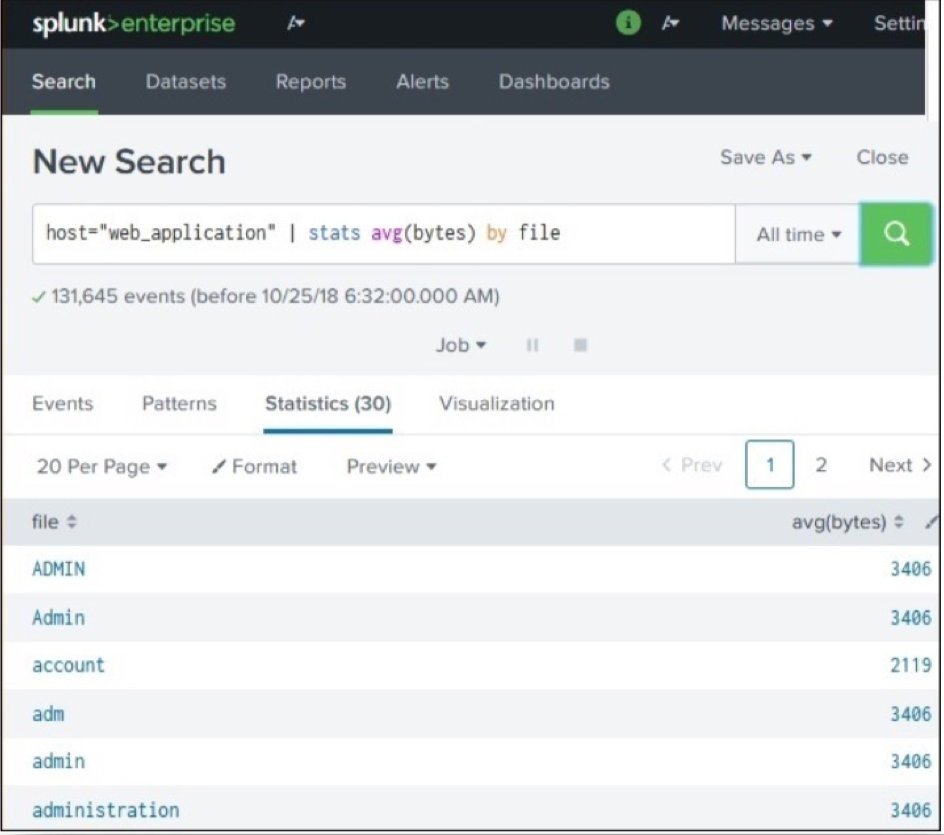 splunk>enterprise Messages
Search Datasets Reports Alerts Dashboards
New Search Save As Close
host="web_application" | stats avg(bytes) by file All time
131,645 events (before 10/25/18 6:32:00.000 AM)
Job
Events Patterns Statistics (30) Visualization
20 Per Page Format Preview < Prev 1 2 Next >
file avg(bytes)
ADMIN 3406
Admin 3406
account 2119
adm 3406
admin 3406
administration 3406